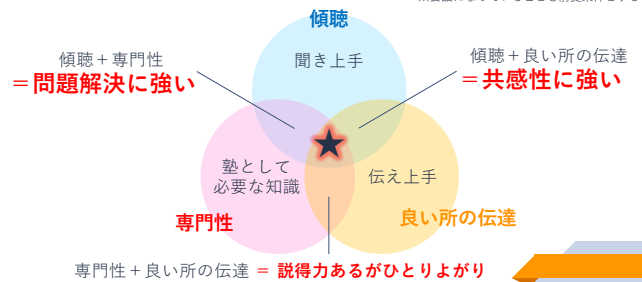 傾聴
聞き上手
傾聴＋専門性
＝問題解決に強い
傾聴＋良い所の伝達
＝共感性に強い
塾として
必要な知識
伝え上手
専門性
良い所の伝達
専門性＋良い所の伝達 ＝ 説得力あるがひとりよがり